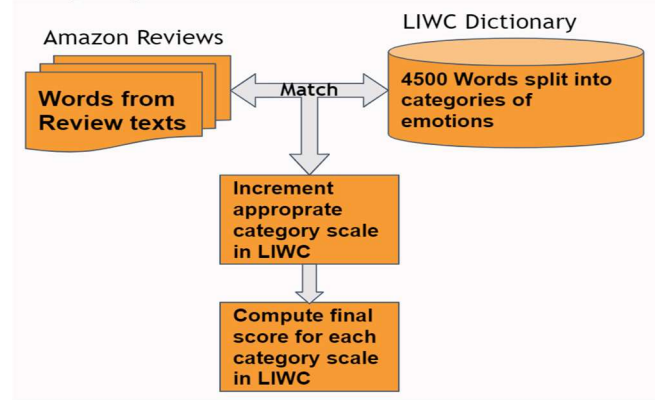 LIWC Dictionary
Amazon Reviews
Words from
Review texts
Match
4500 Words split into
categories of
emotions
Increment
approprate
category scale
in LIWC
Compute final
score for each
category scale
in LIWC